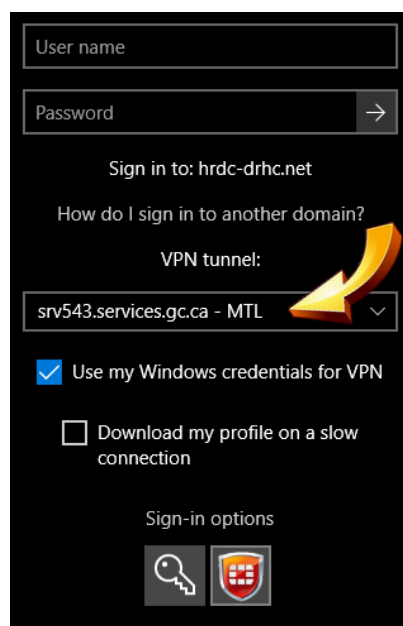 User name
Password
Sign in to: hrdc-drhc.net
How do I sign in to another domain?
VPN tunnel:
srv543.services.gc.ca - MTL
Use my Windows credentials for VPN
Download my profile on a slow
connection
Sign-in options